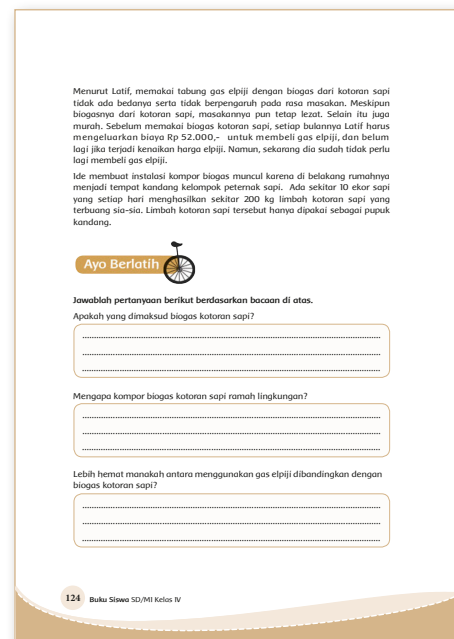 Menurut Latif, memakai tabung gas elpiji dengan biogas dari kotoran sapi
tidak ada bedanya serta tidak berpengaruh pada rasa masakan. Meskipun
biogasnya dari kotoran sapi, masakannya pun tetap lezat. Selain itu juga
murah. Sebelum memakai biogas kotoran sapi, setiap bulannya Latif harus
mengeluarkan biaya Rp 52.000,- untuk membeli gas elpiji, dan belum
lagi jika terjadi kenaikan harga elpiji. Namun, sekarang dia sudah tidak perlu
lagi membeli gas elpiji.
Ide membuat instalasi kompor biogas muncul karena di belakang rumahnya
menjadi tempat kandang kelompok peternak sapi. Ada sekitar 10 ekor sapi
yang setiap hari menghasilkan sekitar 200 kg limbah kotoran sapi yang
terbuang sia-sia. Limbah kotoran sapi tersebut hanya dipakai sebagai pupuk
kandang.
Ayo Berlatih
Jawablah pertanyaan berikut berdasarkan bacaan di atas.
Apakah yang dimaksud biogas kotoran sapi?
Mengapa kompor biogas kotoran sapi ramah lingkungan?
Lebih hemat manakah antara menggunakan gas elpiji dibandingkan dengan
biogas kotoran sapi?
124 Buku Siswa SD/MI Kelas IV